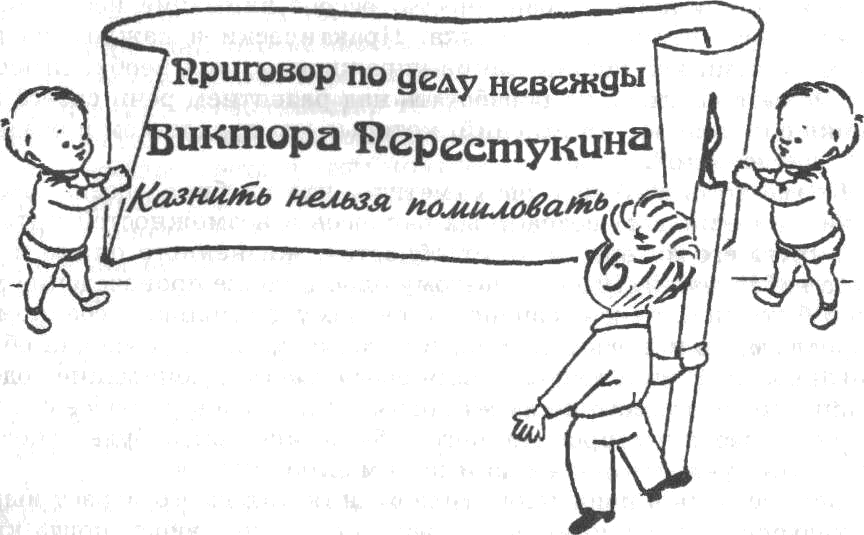 Приговор по делу невежды
Виктора Перестукина
Казнить нельзя помиловать